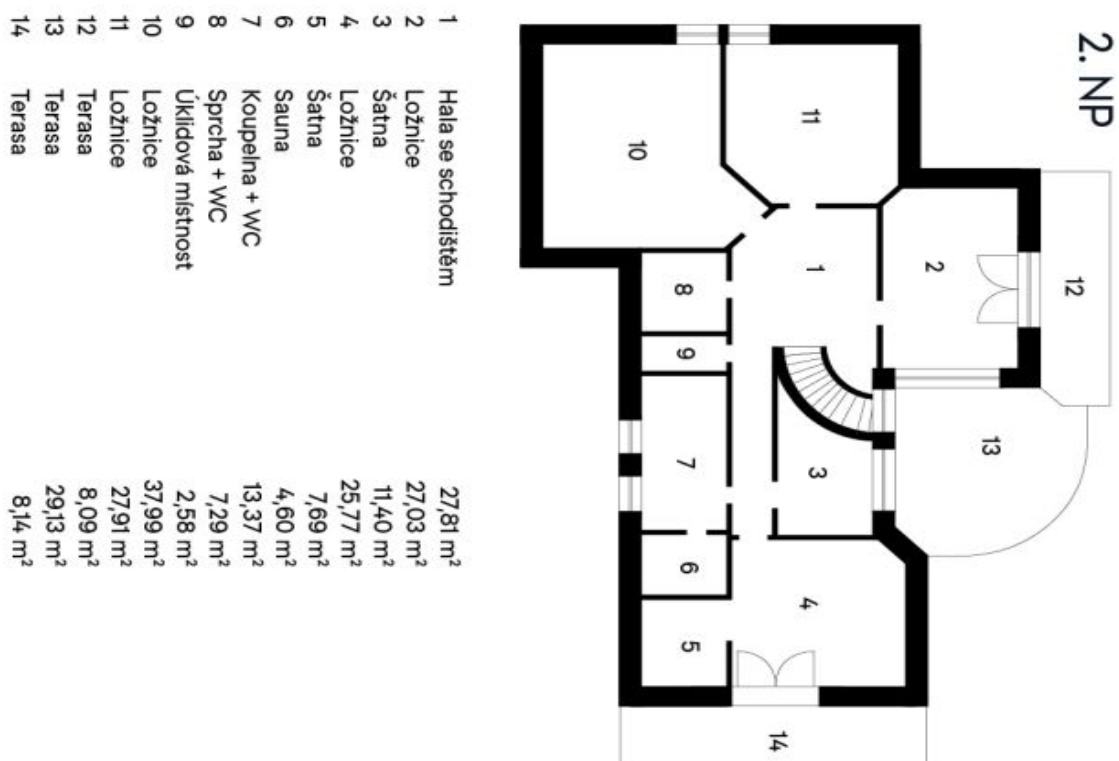 2. NP
1 Hala se schodištěm 27,81 m²
2 Ložnice 27,03 m²
3 Šatna 11,40 m²
4 Ložnice 25,77 m²
5 Šatna 7,69 m²
6 Sauna 4,60 m²
7 Koupelna + WC 13,37 m²
8 Sprcha + WC 7,29 m²
9 Úklidová místnost 2,58 m²
10 Ložnice 37,99 m²
11 Ložnice 27,91 m²
12 Terasa 8,09 m²
13 Terasa 29,13 m²
14 Terasa 8,14 m²
12
2
13
11
1
3
4
14
10
8
9
7
6
5